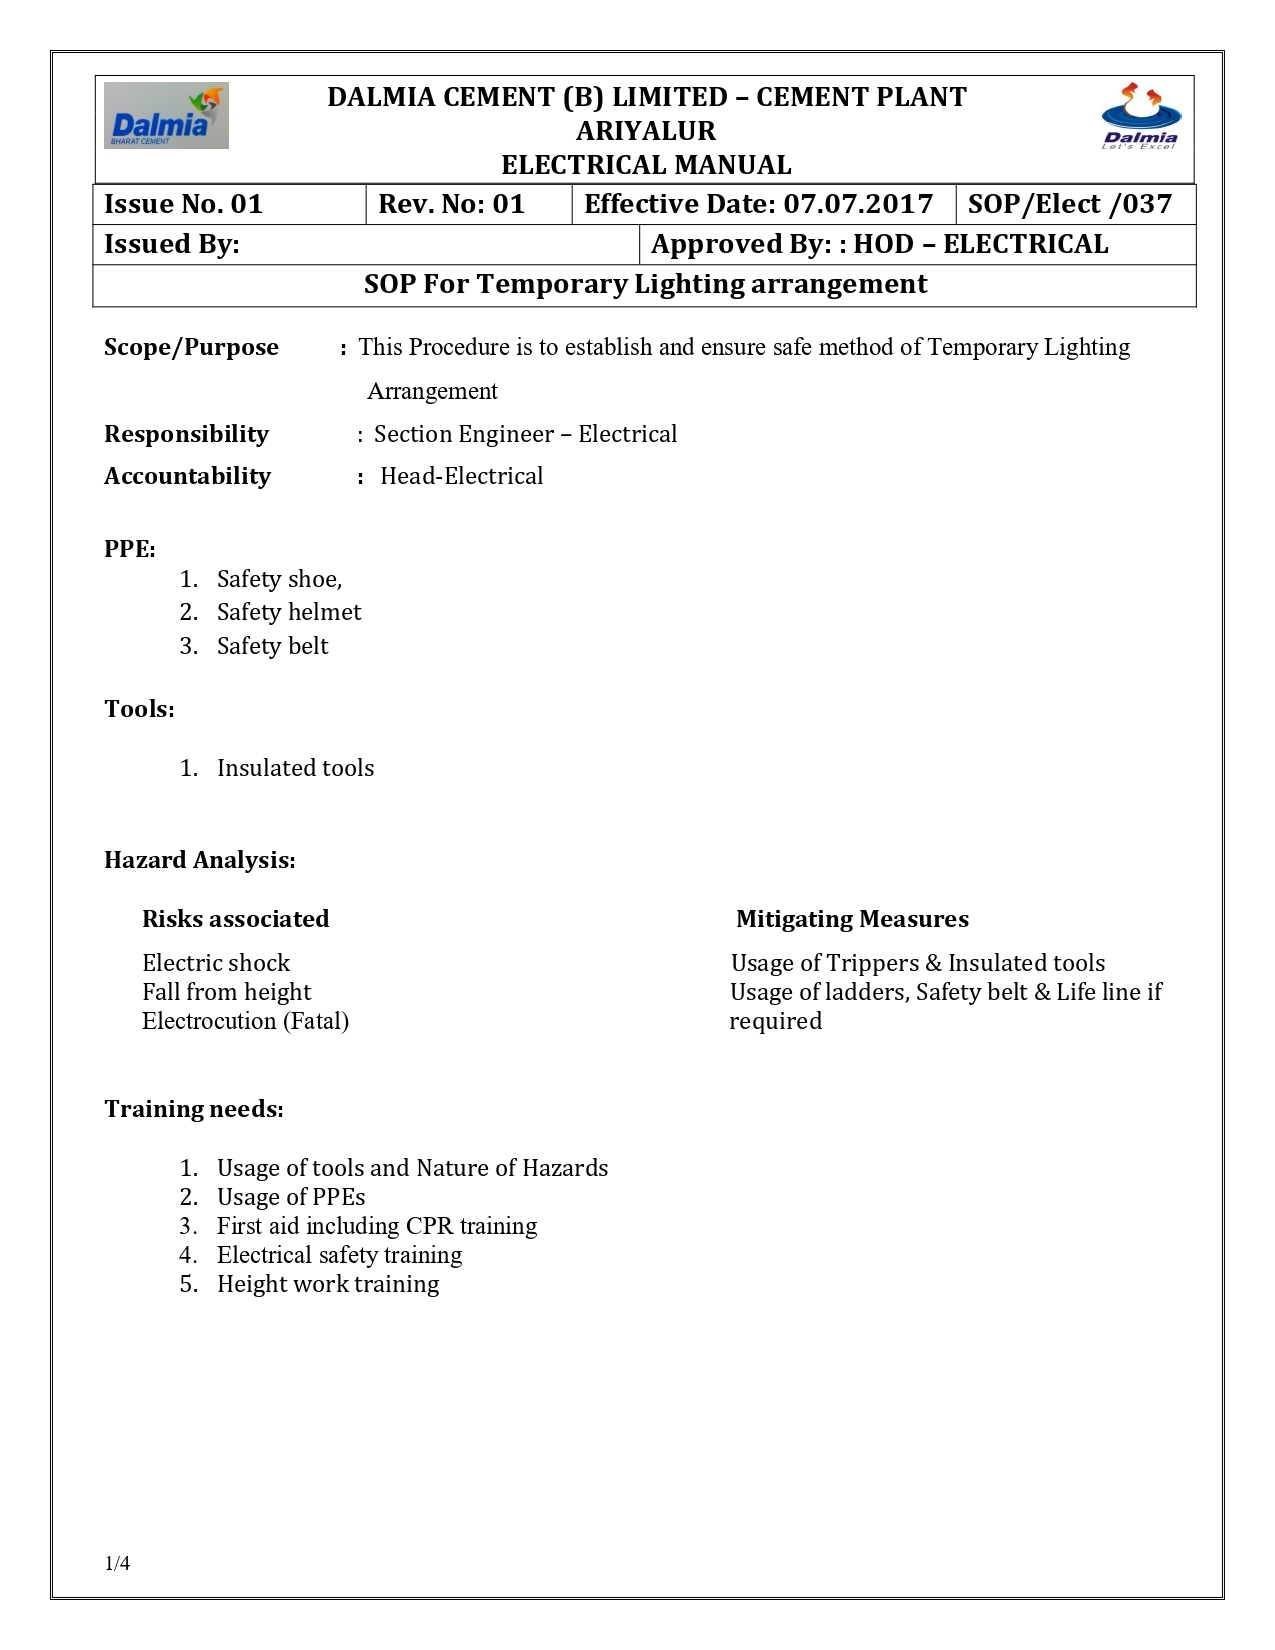 Dalmia
BHARAT CEMENT
DALMIA CEMENT (B) LIMITED – CEMENT PLANT
ARIYALUR
ELECTRICAL MANUAL
Dalmia
Let's Excel
Issue No. 01 Rev. No: 01 Effective Date: 07.07.2017 SOP/Elect /037
Issued By: Approved By: : HOD – ELECTRICAL
SOP For Temporary Lighting arrangement
Scope/Purpose : This Procedure is to establish and ensure safe method of Temporary Lighting
Arrangement
Responsibility : Section Engineer – Electrical
Accountability : Head-Electrical
PPE:
1. Safety shoe,
2. Safety helmet
3. Safety belt
Tools:
1. Insulated tools
Hazard Analysis:
Risks associated Mitigating Measures
Electric shock Usage of Trippers & Insulated tools
Fall from height Usage of ladders, Safety belt & Life line if
Electrocution (Fatal) required
Training needs:
1. Usage of tools and Nature of Hazards
2. Usage of PPEs
3. First aid including CPR training
4. Electrical safety training
5. Height work training
1/4